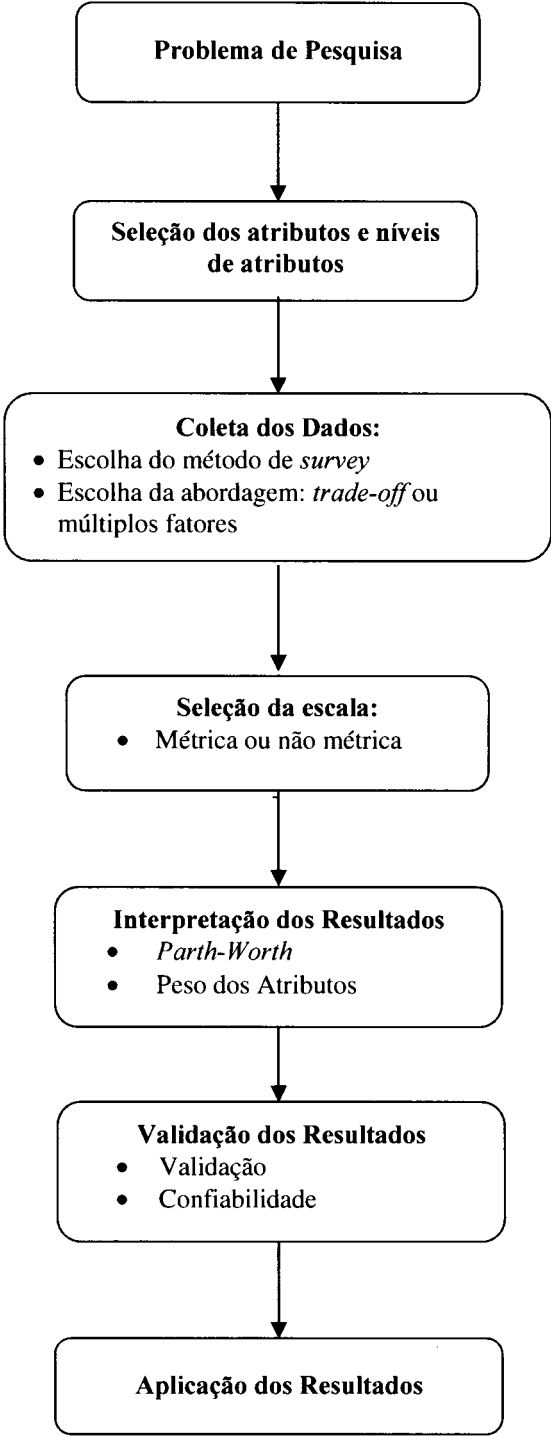 Problema de Pesquisa
Seleção dos atributos e níveis
de atributos
Coleta dos Dados:
• Escolha do método de survey
• Escolha da abordagem: trade-off ou
múltiplos fatores
Seleção da escala:
• Métrica ou não métrica
Interpretação dos Resultados
• Parth-Worth
• Peso dos Atributos
Validação dos Resultados
• Validação
• Confiabilidade
Aplicação dos Resultados